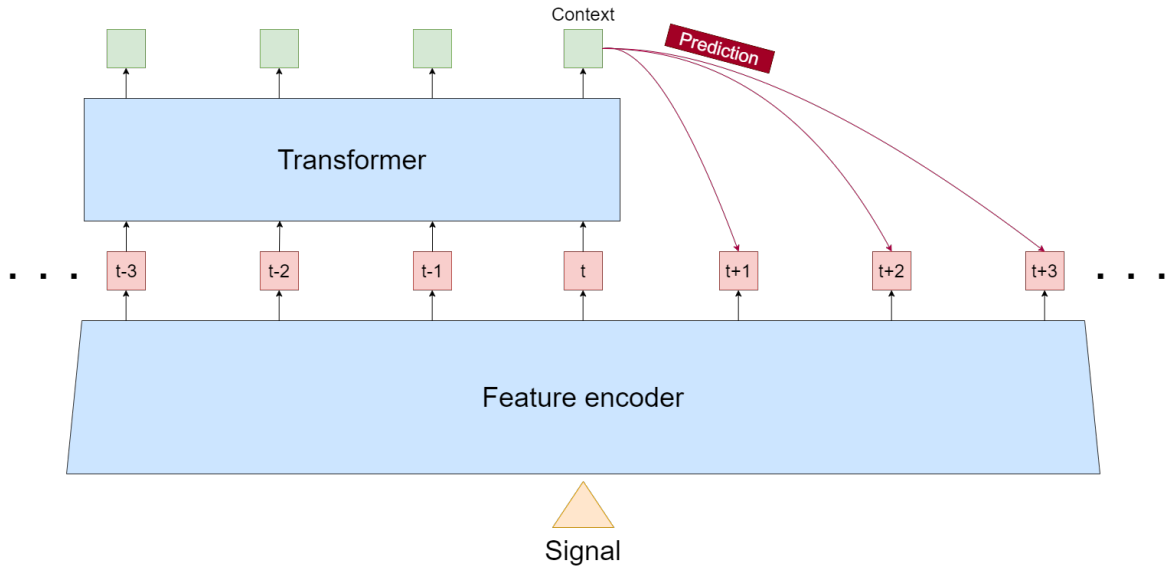 Context
Prediction
Transformer
. . .
t-3
t-2
t-1
t
t+1
t+2
t+3
. . .
Feature encoder
Signal